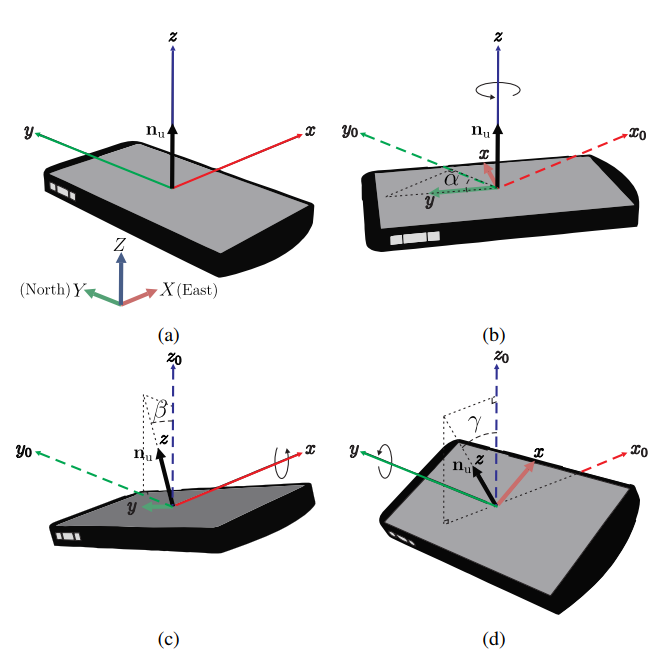 z
y
n_u
x
Z
(North) Y
X (East)
(a)
z
y_0
n_u
x
x_0
α
y
(b)
z_0
β
y_0
n_u
z
x
y
(c)
z_0
γ
y
n_u
z
x
x_0
(d)